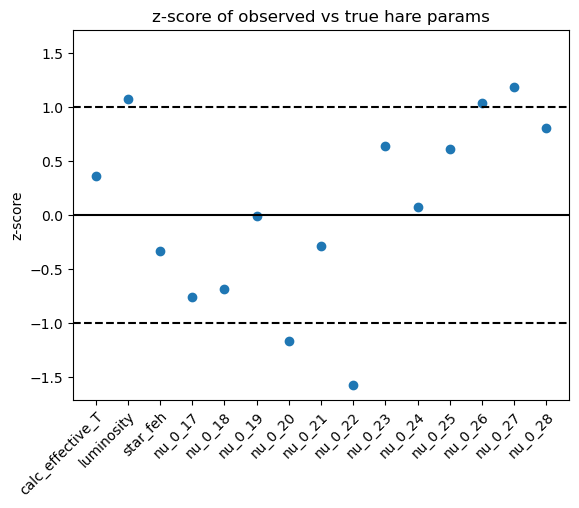 z-score of observed vs true hare params
z-score
1.5
1.0
0.5
0.0
−0.5
−1.0
−1.5
calc_effective_T
luminosity
star_feh
nu_0_17
nu_0_18
nu_0_19
nu_0_20
nu_0_21
nu_0_22
nu_0_23
nu_0_24
nu_0_25
nu_0_26
nu_0_27
nu_0_28